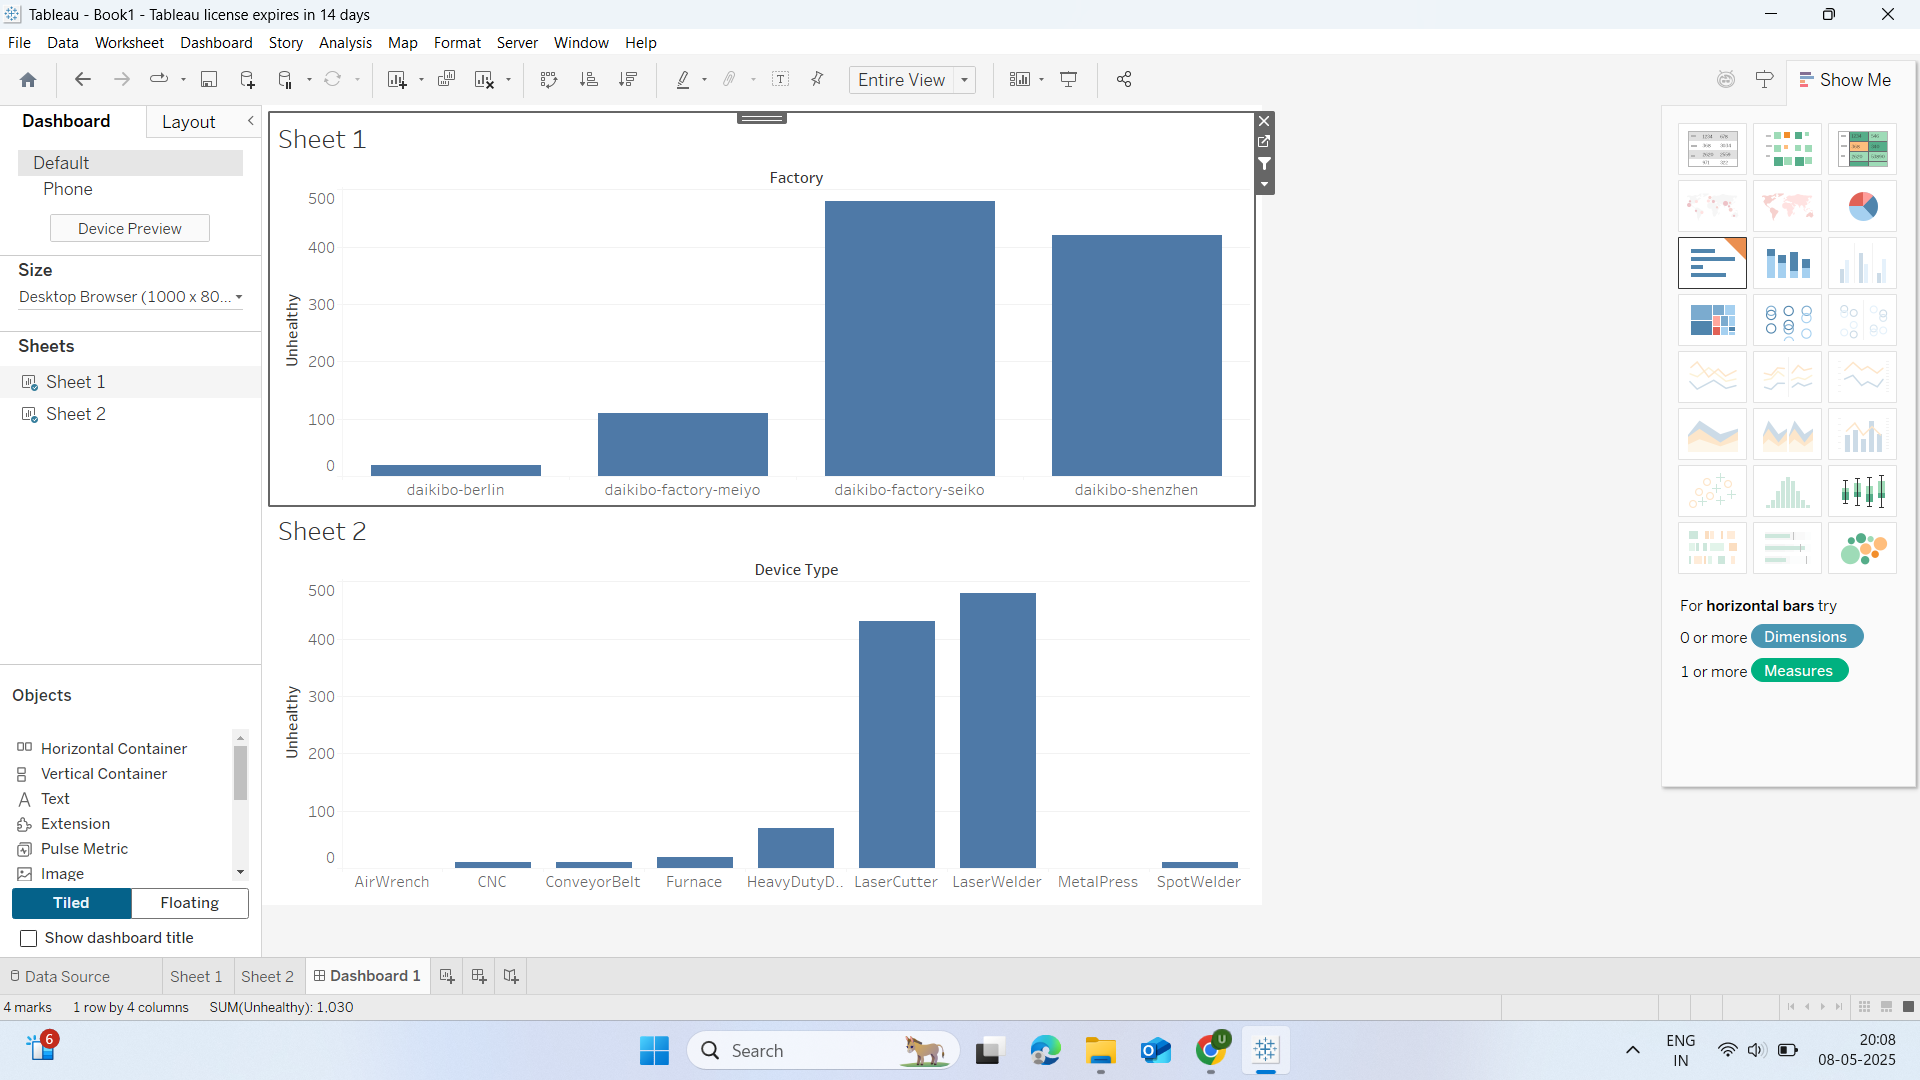 Tableau - Book1 - Tableau license expires in 14 days
File Data Worksheet Dashboard Story Analysis Map Format Server Window Help
Entire View
Show Me
Dashboard Layout
Default
Phone
Device Preview
Size
Desktop Browser (1000 x 80...
Sheets
Sheet 1
Sheet 2
Objects
Horizontal Container
Vertical Container
Text
Extension
Pulse Metric
Image
Tiled Floating
Show dashboard title
Sheet 1
Factory
Unhealthy
500
400
300
200
100
0
daikibo-berlin daikibo-factory-meiyo daikibo-factory-seiko daikibo-shenzhen
Sheet 2
Device Type
Unhealthy
500
400
300
200
100
0
AirWrench CNC ConveyorBelt Furnace HeavyDutyD.. LaserCutter LaserWelder MetalPress SpotWelder
For horizontal bars try
0 or more Dimensions
1 or more Measures
Data Source Sheet 1 Sheet 2 Dashboard 1
4 marks 1 row by 4 columns SUM(Unhealthy): 1,030
6
Search
U
ENG
IN
20:08
08-05-2025